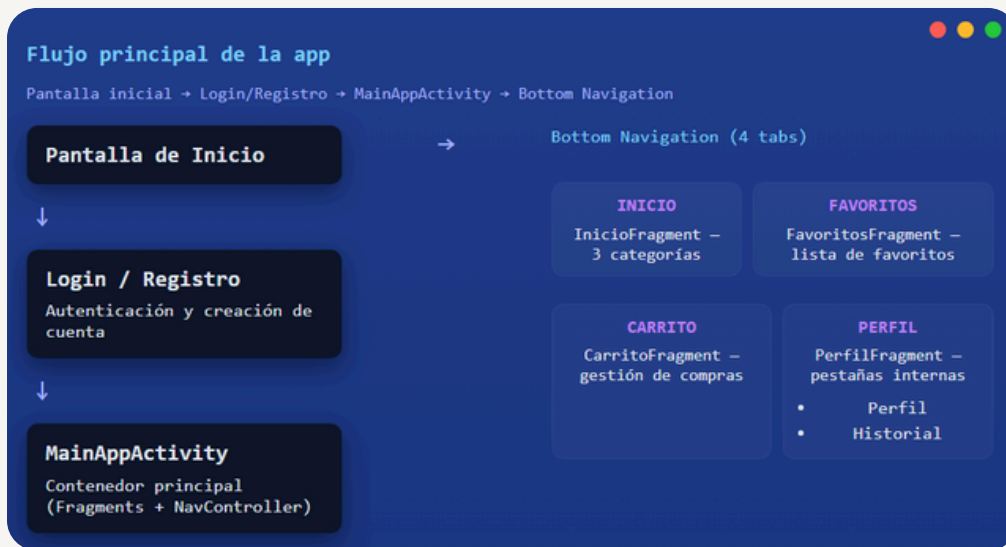 Flujo principal de la app
Pantalla inicial → Login/Registro → MainAppActivity → Bottom Navigation
Pantalla de Inicio
↓
Login / Registro
Autenticación y creación de
cuenta
↓
MainAppActivity
Contenedor principal
(Fragments + NavController)
→
Bottom Navigation (4 tabs)
INICIO
InicioFragment —
3 categorías
FAVORITOS
FavoritosFragment —
lista de favoritos
CARRITO
CarritoFragment —
gestión de compras
PERFIL
PerfilFragment —
pestañas internas
• Perfil
• Historial